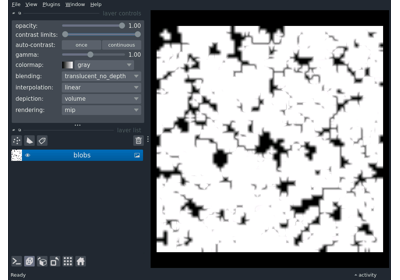 File View Plugins Window Help
layer controls
opacity: 1.00
contrast limits:
auto-contrast: once continuous
gamma: 1.00
colormap: gray
blending: translucent_no_depth
interpolation: linear
depiction: volume
rendering: mip
layer list
blobs
Ready activity